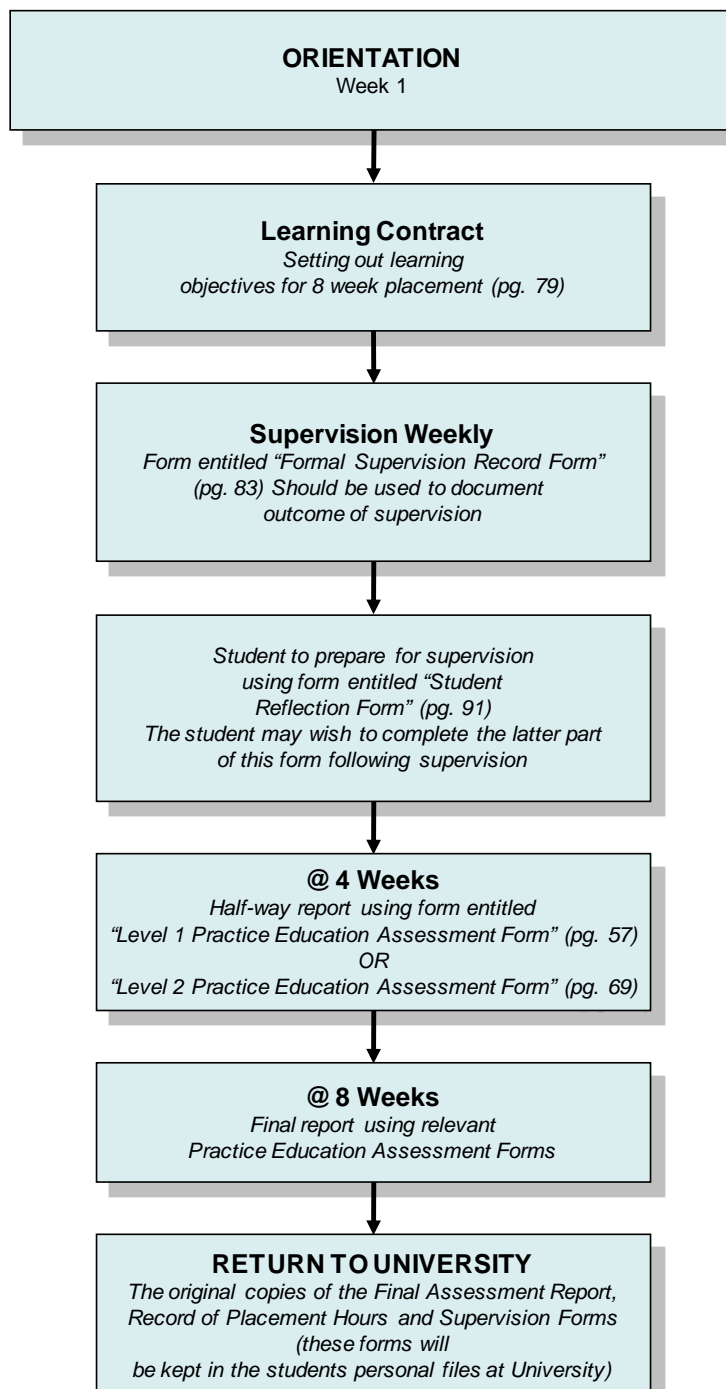 ORIENTATION
Week 1
Learning Contract
Setting out learning
objectives for 8 week placement (pg. 79)
Supervision Weekly
Form entitled “Formal Supervision Record Form”
(pg. 83) Should be used to document
outcome of supervision
Student to prepare for supervision
using form entitled “Student
Reflection Form” (pg. 91)
The student may wish to complete the latter part
of this form following supervision
@ 4 Weeks
Half-way report using form entitled
“Level 1 Practice Education Assessment Form” (pg. 57)
OR
“Level 2 Practice Education Assessment Form” (pg. 69)
@ 8 Weeks
Final report using relevant
Practice Education Assessment Forms
RETURN TO UNIVERSITY
The original copies of the Final Assessment Report,
Record of Placement Hours and Supervision Forms
(these forms will
be kept in the students personal files at University)